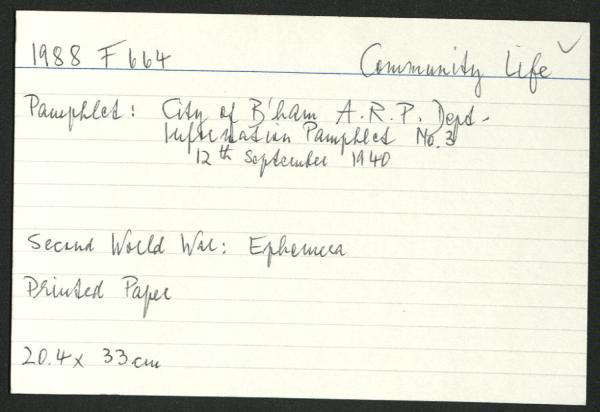 1988 F 664 Community Life
Pamphlet: City of B'ham A.R.P. Dept.
Information Pamphlet No. 3
12th September 1940
Second World War: Ephemera
Printed Paper
20.4 x 33 cm